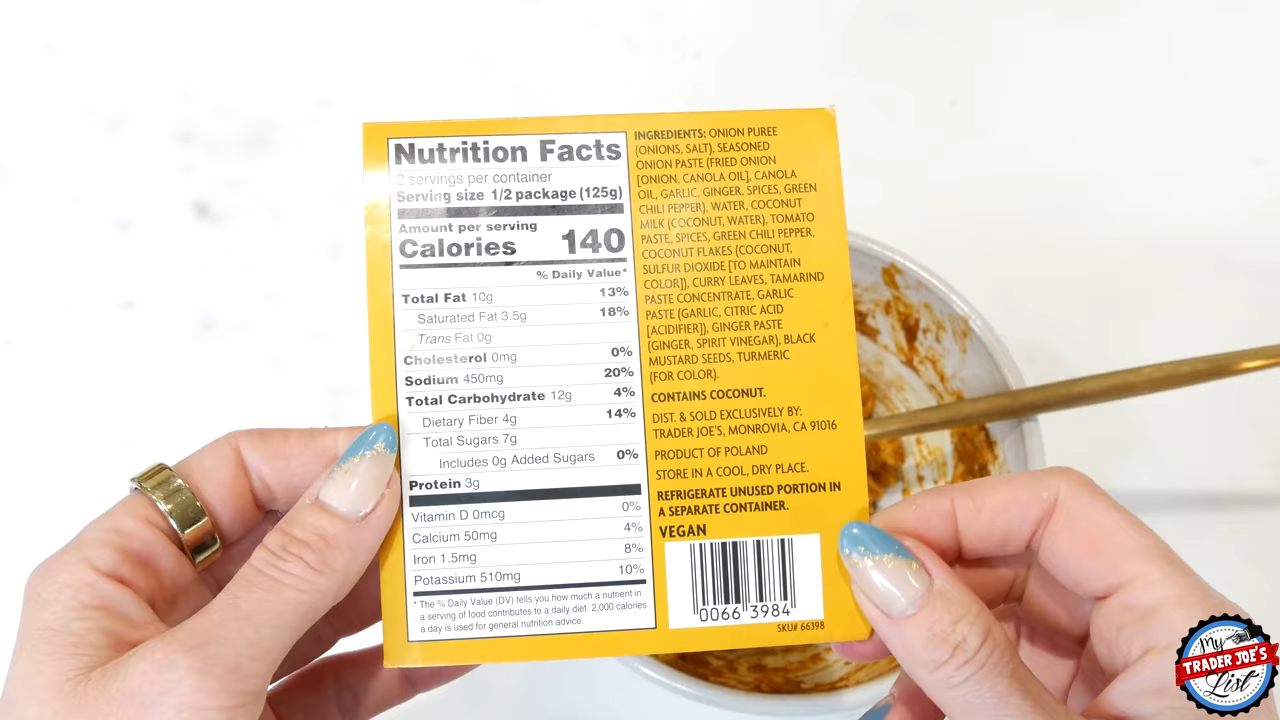 Nutrition Facts
2 servings per container
Serving size 1/2 package (125g)
Amount per serving
Calories 140
% Daily Value*
Total Fat 10g 13%
Saturated Fat 3.5g 18%
Trans Fat 0g
Cholesterol 0mg 0%
Sodium 450mg 20%
Total Carbohydrate 12g 4%
Dietary Fiber 4g 14%
Total Sugars 7g
Includes 0g Added Sugars 0%
Protein 3g
Vitamin D 0mcg 0%
Calcium 50mg 4%
Iron 1.5mg 8%
Potassium 510mg 10%
* The % Daily Value (DV) tells you how much a nutrient in
a serving of food contributes to a daily diet. 2,000 calories
a day is used for general nutrition advice.
INGREDIENTS: ONION PUREE
(ONIONS, SALT), SEASONED
ONION PASTE (FRIED ONION
[ONION, CANOLA OIL], CANOLA
OIL, GARLIC, GINGER, SPICES, GREEN
CHILI PEPPER), WATER, COCONUT
MILK (COCONUT, WATER), TOMATO
PASTE, SPICES, GREEN CHILI PEPPER,
COCONUT FLAKES (COCONUT,
SULFUR DIOXIDE [TO MAINTAIN
COLOR]), CURRY LEAVES, TAMARIND
PASTE CONCENTRATE, GARLIC
PASTE (GARLIC, CITRIC ACID
[ACIDIFIER]), GINGER PASTE
(GINGER, SPIRIT VINEGAR), BLACK
MUSTARD SEEDS, TURMERIC
(FOR COLOR).
CONTAINS COCONUT.
DIST. & SOLD EXCLUSIVELY BY:
TRADER JOE'S, MONROVIA, CA 91016
PRODUCT OF POLAND
STORE IN A COOL, DRY PLACE.
REFRIGERATE UNUSED PORTION IN
A SEPARATE CONTAINER.
VEGAN
0066 3984
SKU# 66398
My
TRADER JOE'S
List